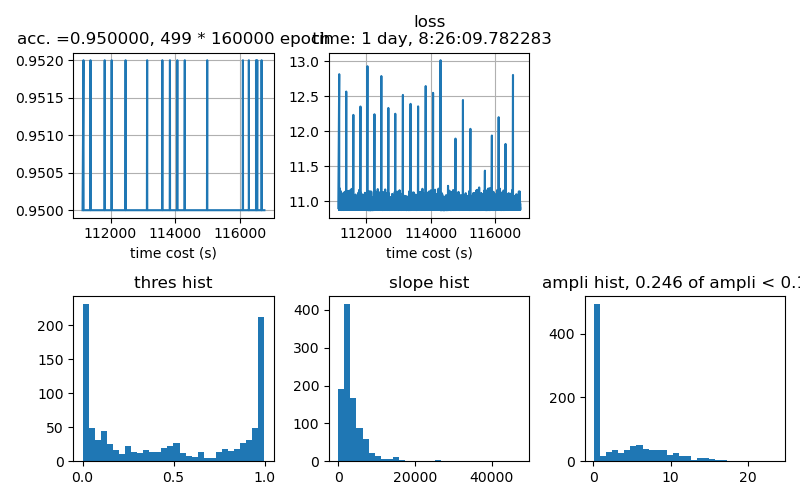 loss
acc. =0.950000, 499 * 160000 epoch
time: 1 day, 8:26:09.782283
0.9520
0.9515
0.9510
0.9505
0.9500
112000 114000 116000
time cost (s)
13.0
12.5
12.0
11.5
11.0
112000 114000 116000
time cost (s)
thres hist
200
150
100
50
0
0.0 0.5 1.0
slope hist
400
300
200
100
0
0 20000 40000
ampli hist, 0.246 of ampli < 0.1
400
200
0
0 10 20